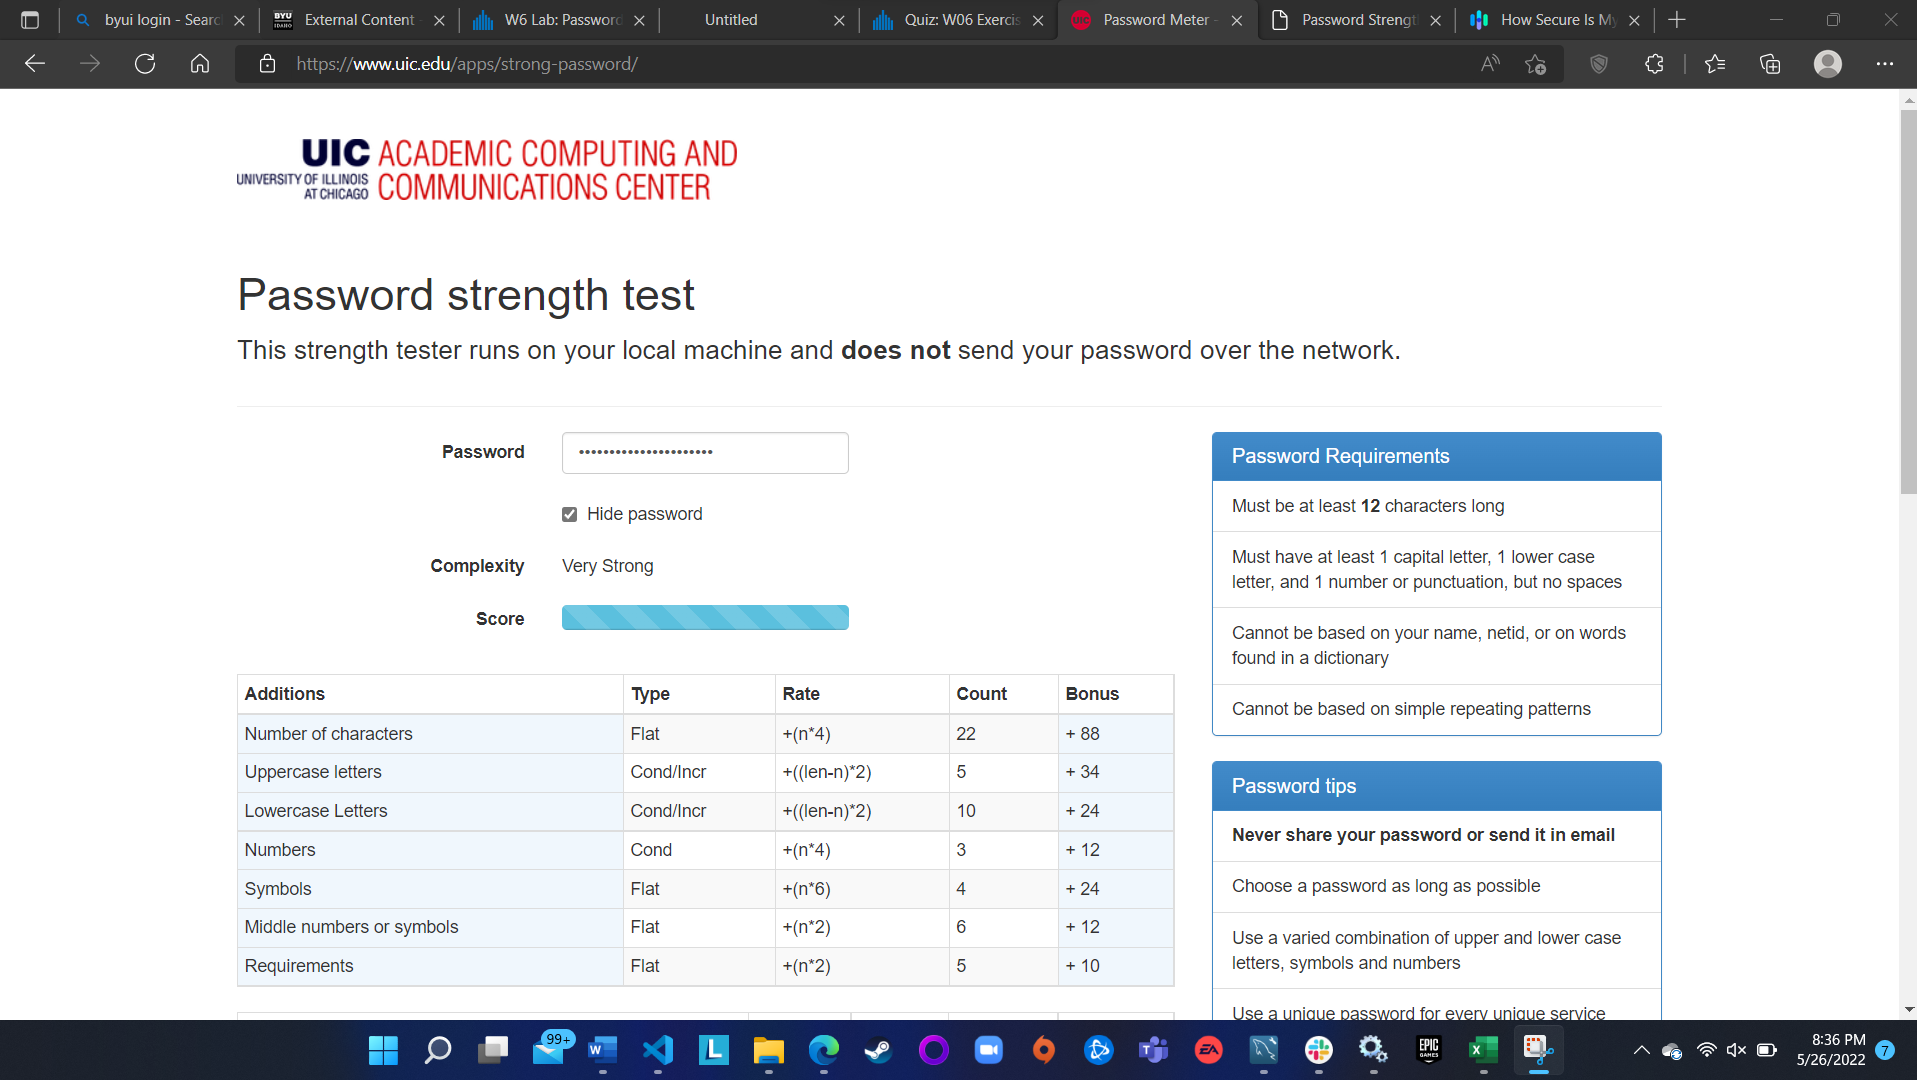 byui login - Searc
External Content
W6 Lab: Password
Untitled
Quiz: W06 Exercis
Password Meter -
Password Strengt
How Secure Is My
https://www.uic.edu/apps/strong-password/
UIC ACADEMIC COMPUTING AND
UNIVERSITY OF ILLINOIS AT CHICAGO COMMUNICATIONS CENTER
Password strength test
This strength tester runs on your local machine and does not send your password over the network.
Password ••••••••••••••••••••••
Hide password
Complexity Very Strong
Score
Additions Type Rate Count Bonus
Number of characters Flat +(n*4) 22 + 88
Uppercase letters Cond/Incr +((len-n)*2) 5 + 34
Lowercase Letters Cond/Incr +((len-n)*2) 10 + 24
Numbers Cond +(n*4) 3 + 12
Symbols Flat +(n*6) 4 + 24
Middle numbers or symbols Flat +(n*2) 6 + 12
Requirements Flat +(n*2) 5 + 10
Password Requirements
Must be at least 12 characters long
Must have at least 1 capital letter, 1 lower case
letter, and 1 number or punctuation, but no spaces
Cannot be based on your name, netid, or on words
found in a dictionary
Cannot be based on simple repeating patterns
Password tips
Never share your password or send it in email
Choose a password as long as possible
Use a varied combination of upper and lower case
letters, symbols and numbers
Use a unique password for every unique service
99+
EPIC
GAMES
8:36 PM
5/26/2022
7